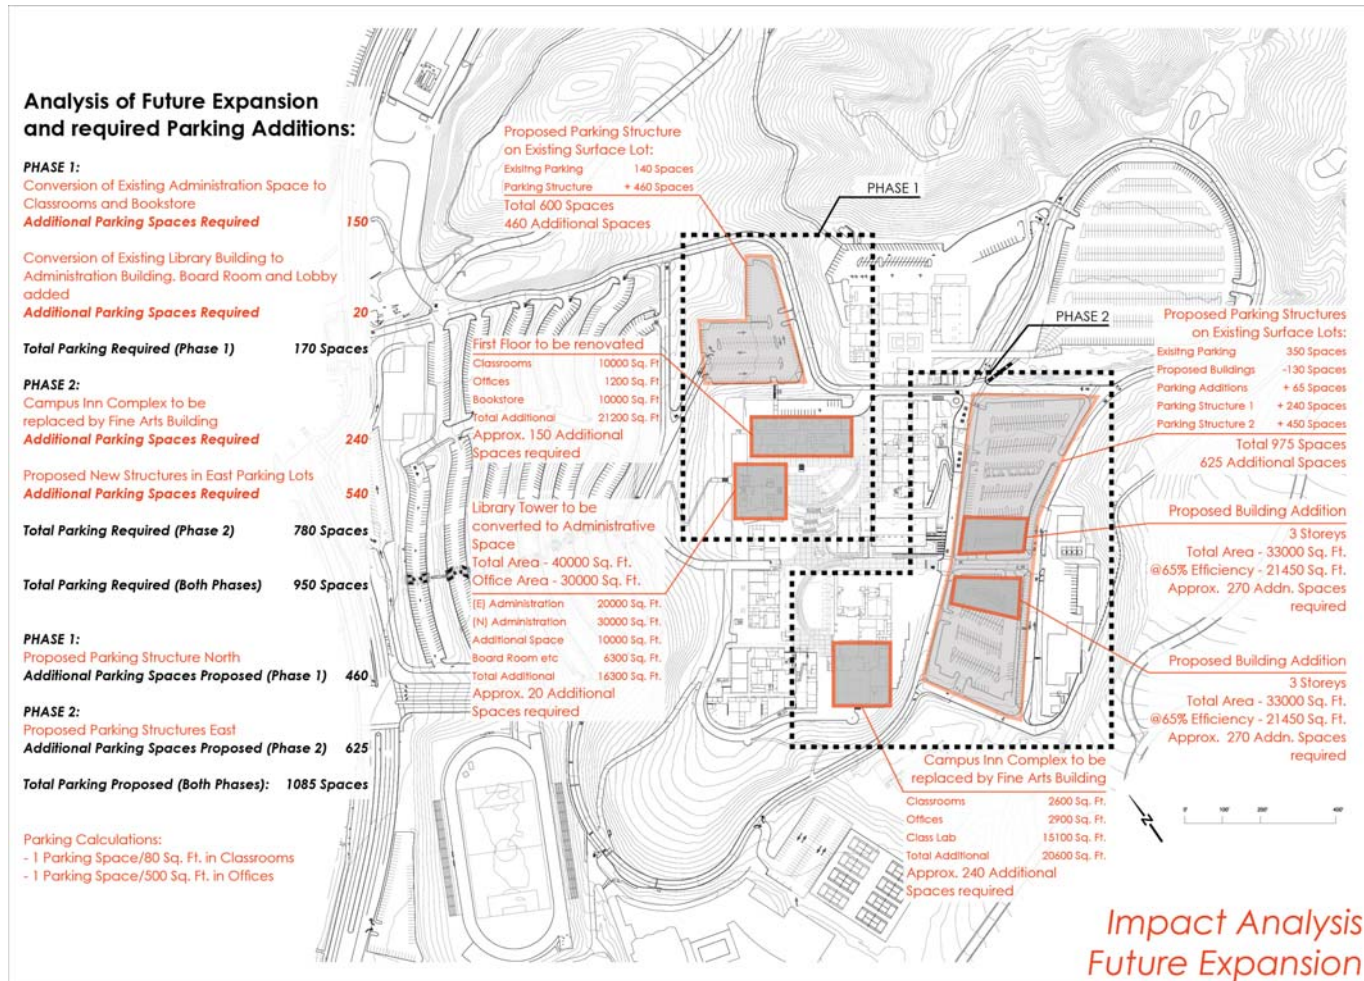 Analysis of Future Expansion
and required Parking Additions:
PHASE 1:
Conversion of Existing Administration Space to
Classrooms and Bookstore
Additional Parking Spaces Required 150
Conversion of Existing Library Building to
Administration Building. Board Room and Lobby
added
Additional Parking Spaces Required 20
Total Parking Required (Phase 1) 170 Spaces
PHASE 2:
Campus Inn Complex to be
replaced by Fine Arts Building
Additional Parking Spaces Required 240
Proposed New Structures in East Parking Lots
Additional Parking Spaces Required 540
Total Parking Required (Phase 2) 780 Spaces
Total Parking Required (Both Phases) 950 Spaces
PHASE 1:
Proposed Parking Structure North
Additional Parking Spaces Proposed (Phase 1) 460
PHASE 2:
Proposed Parking Structures East
Additional Parking Spaces Proposed (Phase 2) 625
Total Parking Proposed (Both Phases): 1085 Spaces
Parking Calculations:
- 1 Parking Space/80 Sq. Ft. in Classrooms
- 1 Parking Space/500 Sq. Ft. in Offices
Proposed Parking Structure
on Existing Surface Lot:
Exisitng Parking 140 Spaces
Parking Structure + 460 Spaces
Total 600 Spaces
460 Additional Spaces
PHASE 1
First Floor to be renovated
Classrooms 10000 Sq. Ft
Offices 1200 Sq. Ft
Bookstore 10000 Sq. Ft
Total Additional 21200 Sq. Ft
Approx. 150 Additional
Spaces required
Library Tower to be
converted to Administrative
Space
Total Area - 40000 Sq. Ft.
Office Area - 30000 Sq. Ft.
(E) Administration 20000 Sq. Ft.
(N) Administration 30000 Sq. Ft.
Additional Space 10000 Sq. Ft.
Board Room etc 6300 Sq. Ft.
Total Additional 16300 Sq. Ft.
Approx. 20 Additional
Spaces required
PHASE 2
Proposed Parking Structures
on Existing Surface Lots:
Exisitng Parking 350 Spaces
Proposed Buildings -130 Spaces
Parking Additions + 65 Spaces
Parking Structure 1 + 240 Spaces
Parking Structure 2 + 450 Spaces
Total 975 Spaces
625 Additional Spaces
Proposed Building Addition
3 Storeys
Total Area - 33000 Sq. Ft.
@65% Efficiency - 21450 Sq. Ft.
Approx. 270 Addn. Spaces
required
Proposed Building Addition
3 Storeys
Total Area - 33000 Sq. Ft.
@65% Efficiency - 21450 Sq. Ft.
Approx. 270 Addn. Spaces
required
Campus Inn Complex to be
replaced by Fine Arts Building
Classrooms 2600 Sq. Ft.
Offices 2900 Sq. Ft.
Class Lab 15100 Sq. Ft.
Total Additional 20600 Sq. Ft.
Approx. 240 Additional
Spaces required
N
0' 100' 200' 400'
Impact Analysis
Future Expansion